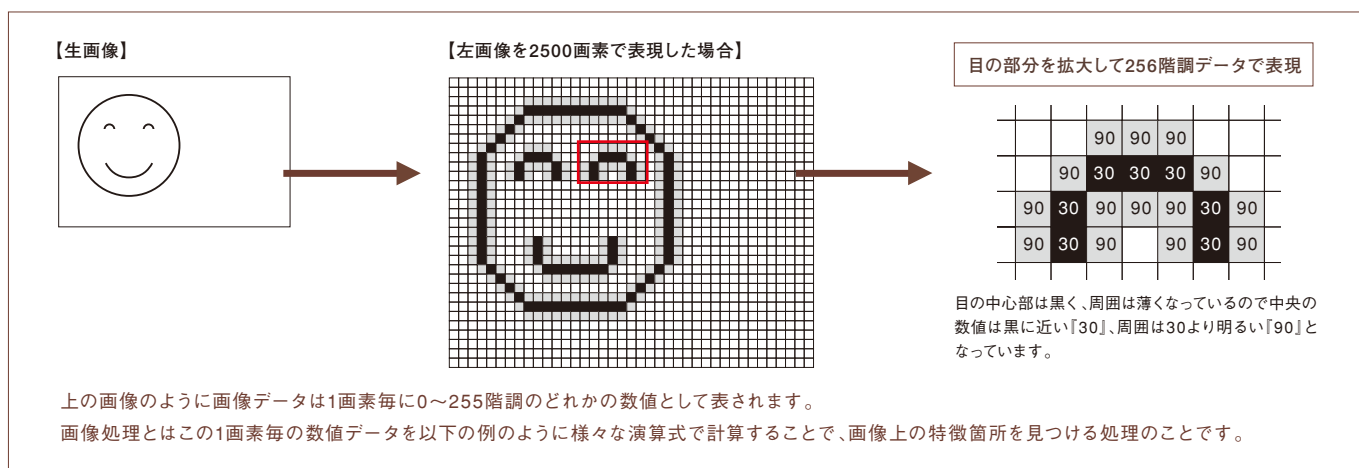 【生画像】
【左画像を2500画素で表現した場合】
目の部分を拡大して256階調データで表現
90 90 90
90 30 30 30 90
90 30 90 90 90 30 90
90 30 90 90 30 90
目の中心部は黒く、周囲は薄くなっているので中央の
数値は黒に近い『30』、周囲は30より明るい『90』と
なっています。
上の画像のように画像データは1画素毎に0〜255階調のどれかの数値として表されます。
画像処理とはこの1画素毎の数値データを以下の例のように様々な演算式で計算することで、画像上の特徴箇所を見つける処理のことです。